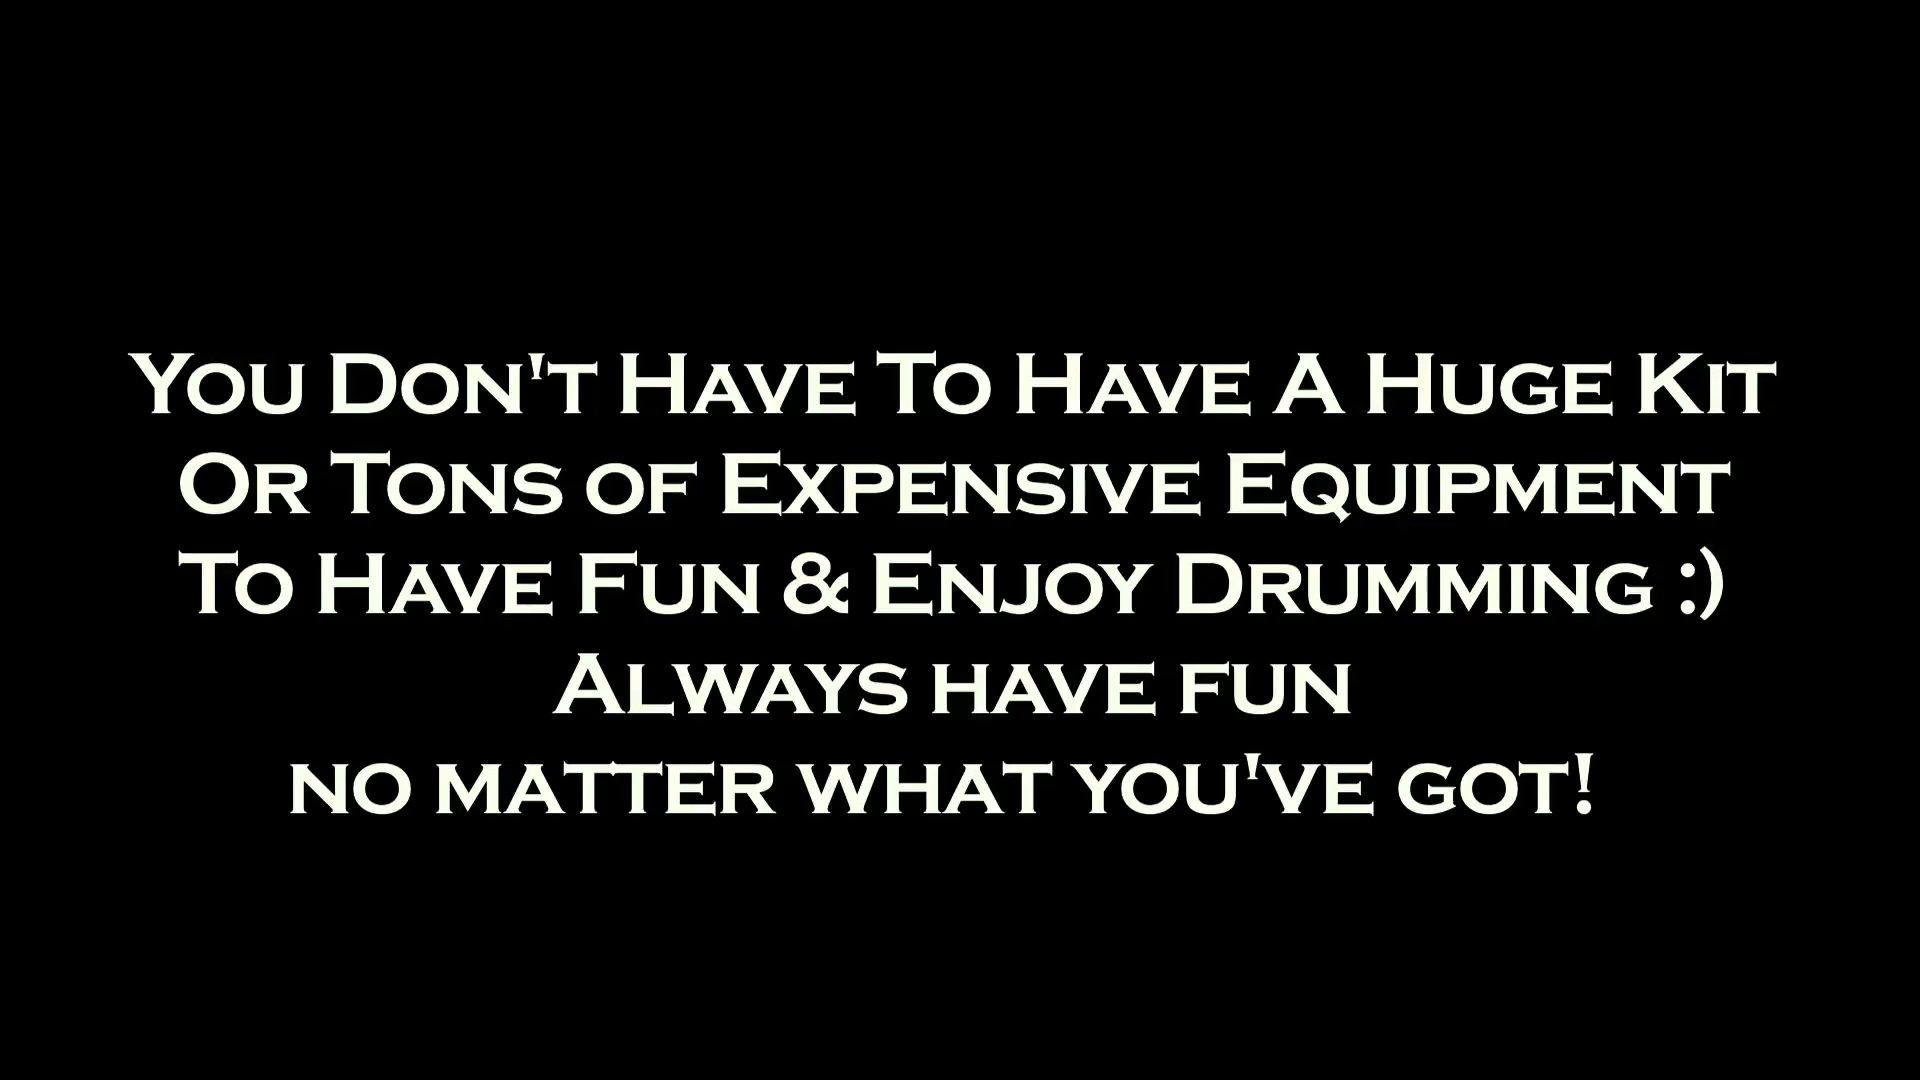 You Don't Have To Have A Huge Kit
Or Tons of Expensive Equipment
To Have Fun & Enjoy Drumming :)
Always have fun
no matter what you've got!